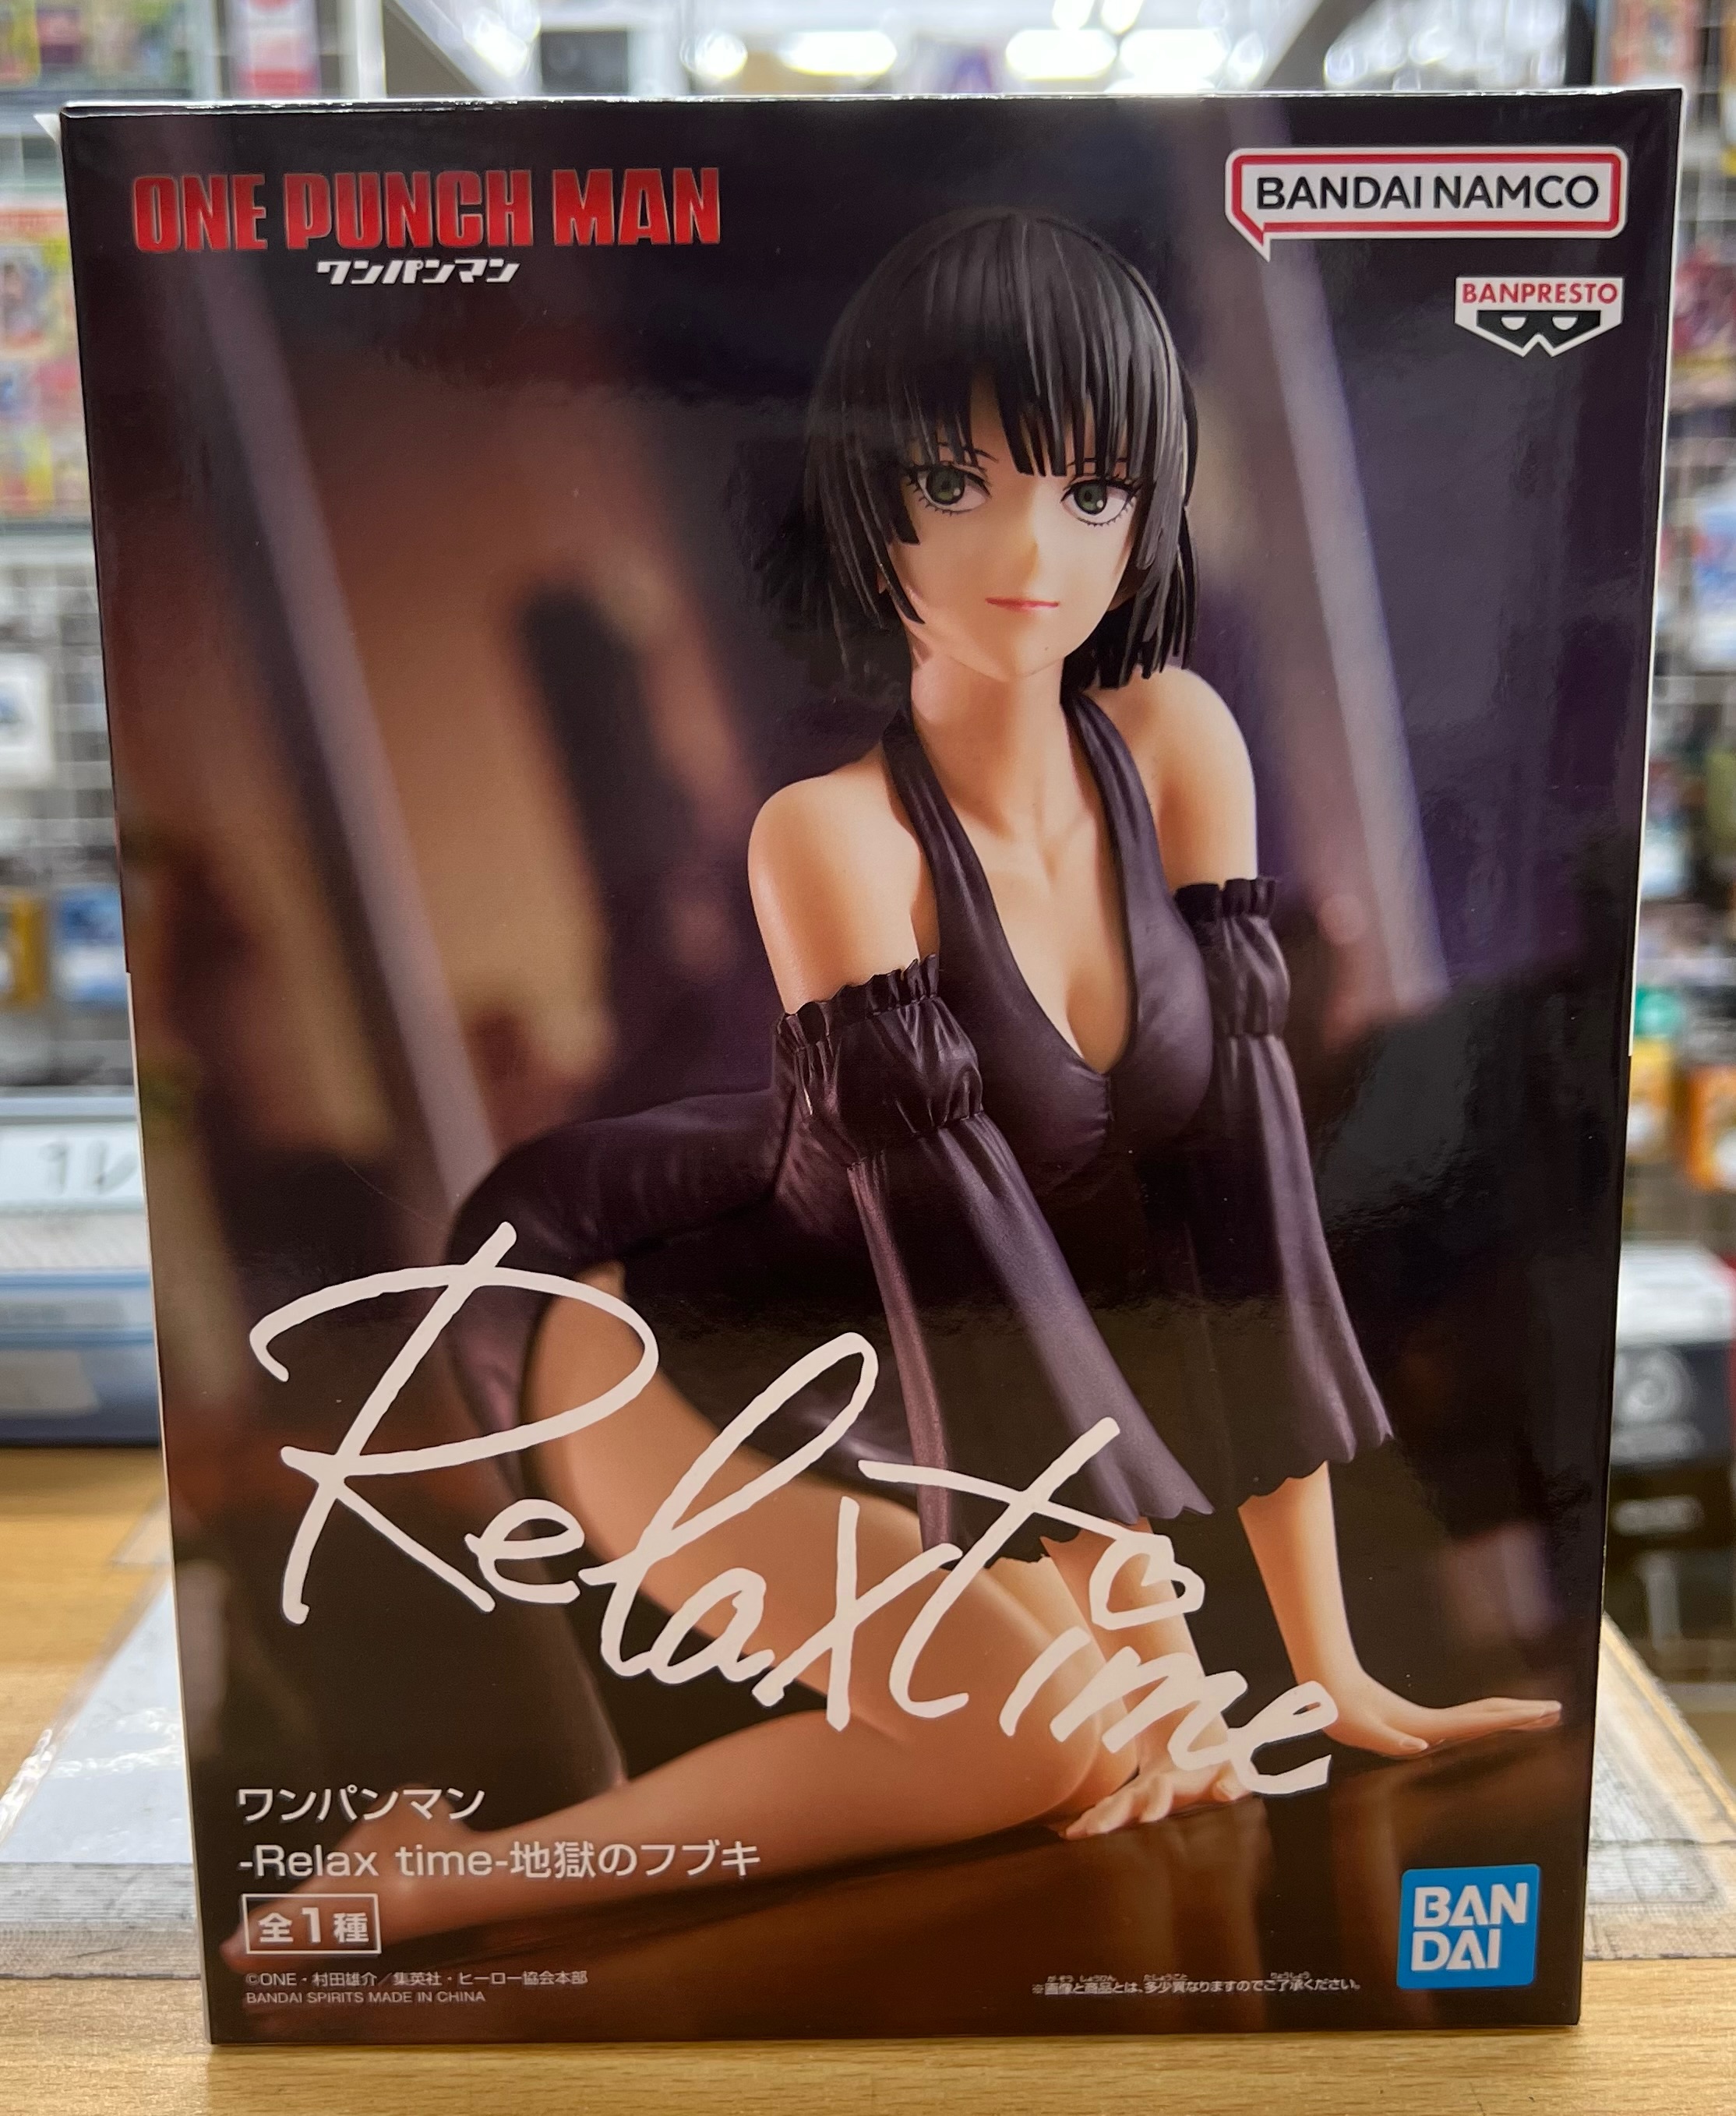 ONE PUNCH MAN
ワンパンマン
BANDAI NAMCO
BANPRESTO
Relax time
ワンパンマン
-Relax time-地獄のフブキ
全1種
©ONE・村田雄介／集英社・ヒーロー協会本部
BANDAI SPIRITS MADE IN CHINA
※画像と商品とは、多少異なりますのでご了承ください。
BAN
DAI